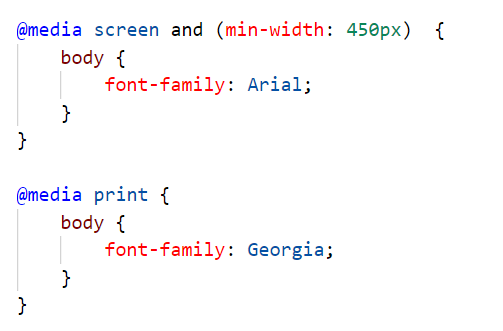 @media screen and (min-width: 450px)  {
    body {
        font-family: Arial;
    }
}

@media print {
    body {
        font-family: Georgia;
    }
}